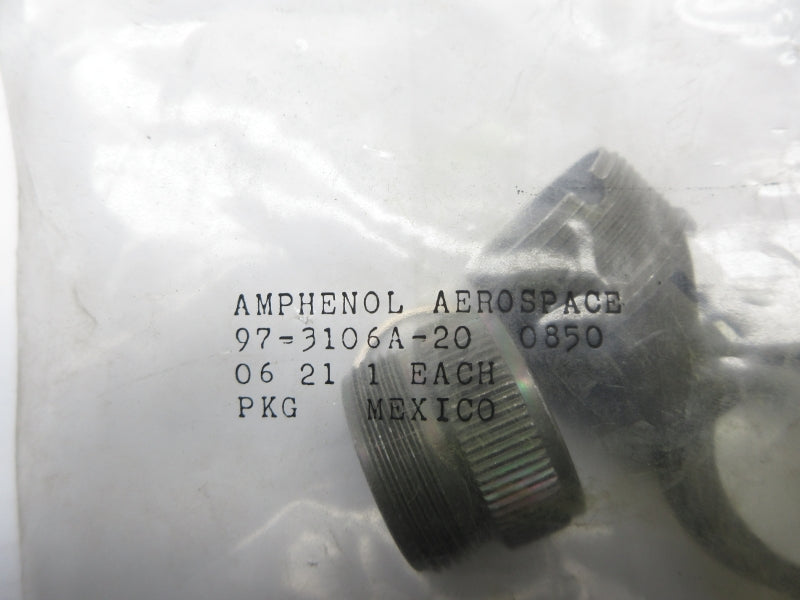 AMPHENOL AEROSPACE
97-3106A-20 0850
06 21 1 EACH
PKG MEXICO